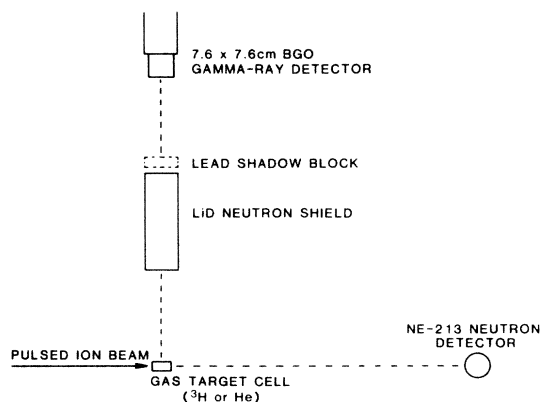 7.6 x 7.6cm BGO
GAMMA-RAY DETECTOR
LEAD SHADOW BLOCK
LiD NEUTRON SHIELD
NE-213 NEUTRON
DETECTOR
PULSED ION BEAM
GAS TARGET CELL
(³H or He)